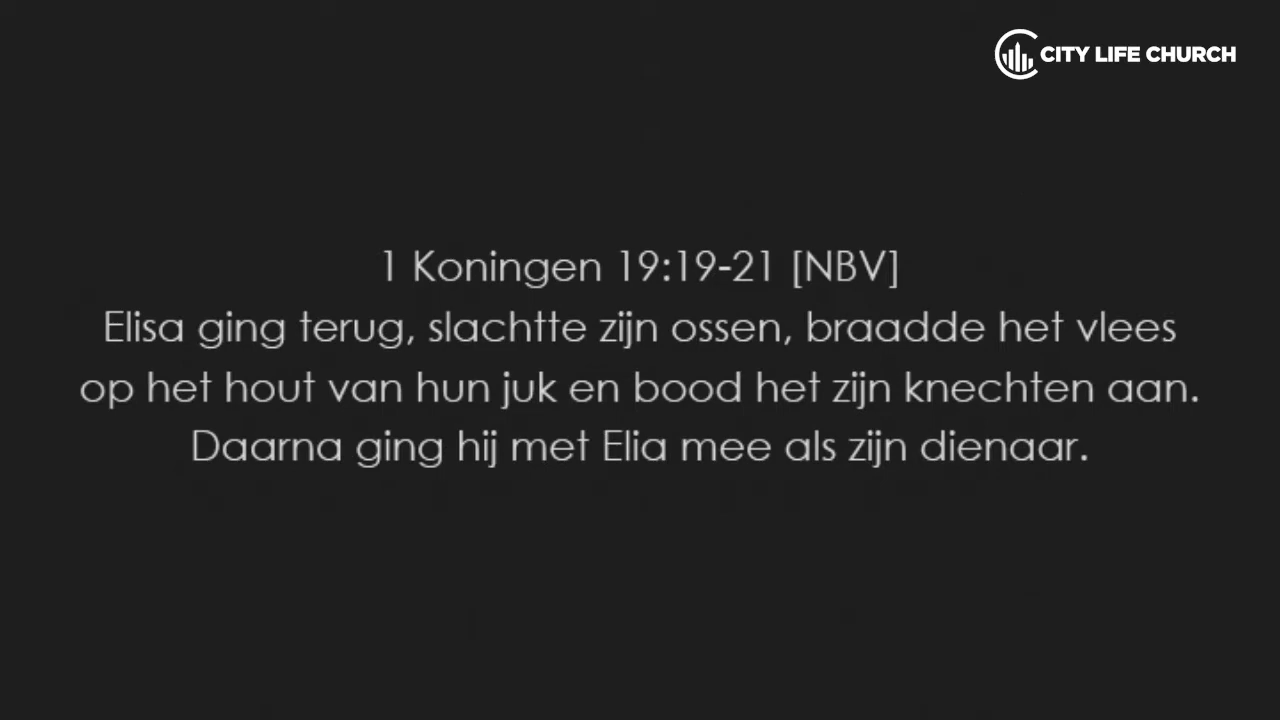 CITY LIFE CHURCH
1 Koningen 19:19-21 [NBV]
Elisa ging terug, slachtte zijn ossen, braadde het vlees
op het hout van hun juk en bood het zijn knechten aan.
Daarna ging hij met Elia mee als zijn dienaar.